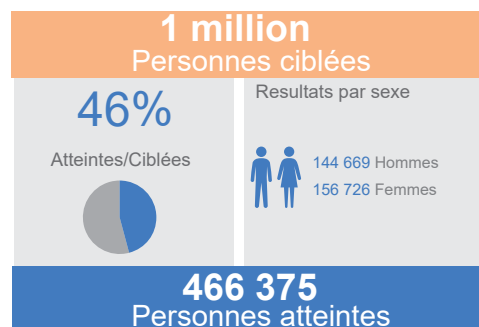 1 million
Personnes ciblées
46%
Atteintes/Ciblées
Resultats par sexe
144 669 Hommes
156 726 Femmes
466 375
Personnes atteintes